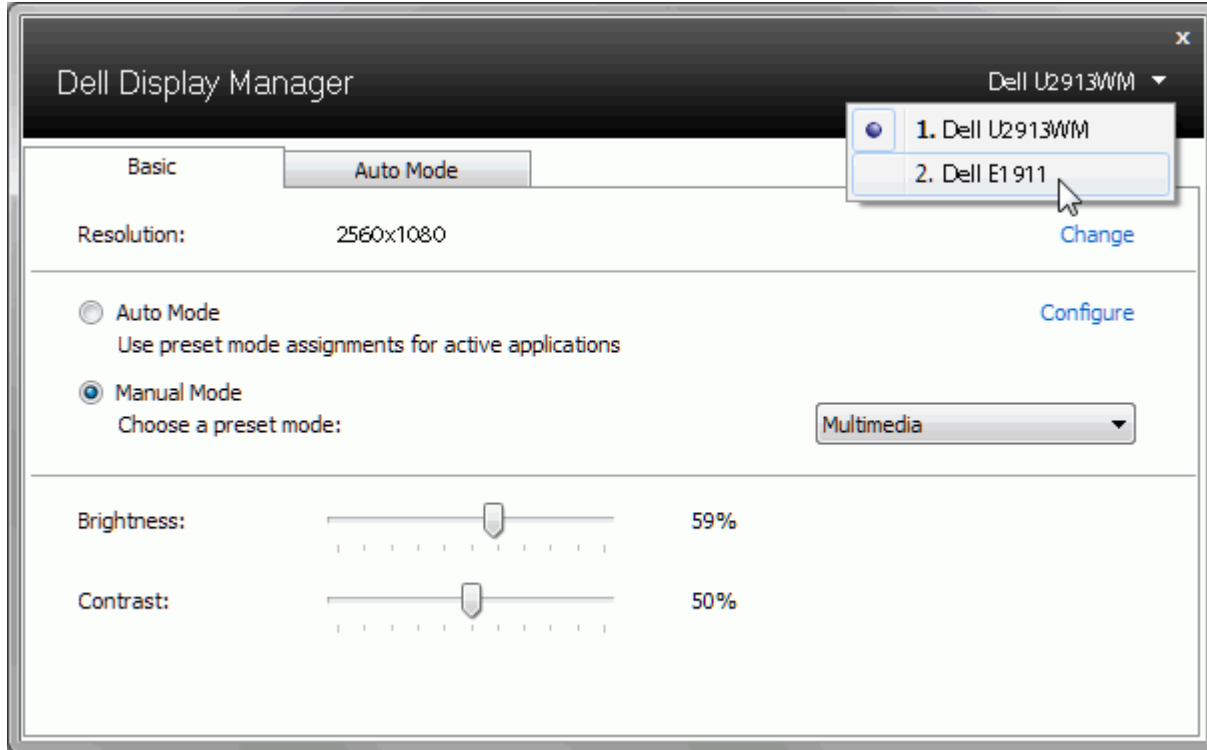 x
Dell Display Manager
Dell U2913WM
1. Dell U2913WM
2. Dell E1911
Basic
Auto Mode
Resolution:
2560x1080
Change
Auto Mode
Configure
Use preset mode assignments for active applications
Manual Mode
Choose a preset mode:
Multimedia
Brightness:
59%
Contrast:
50%